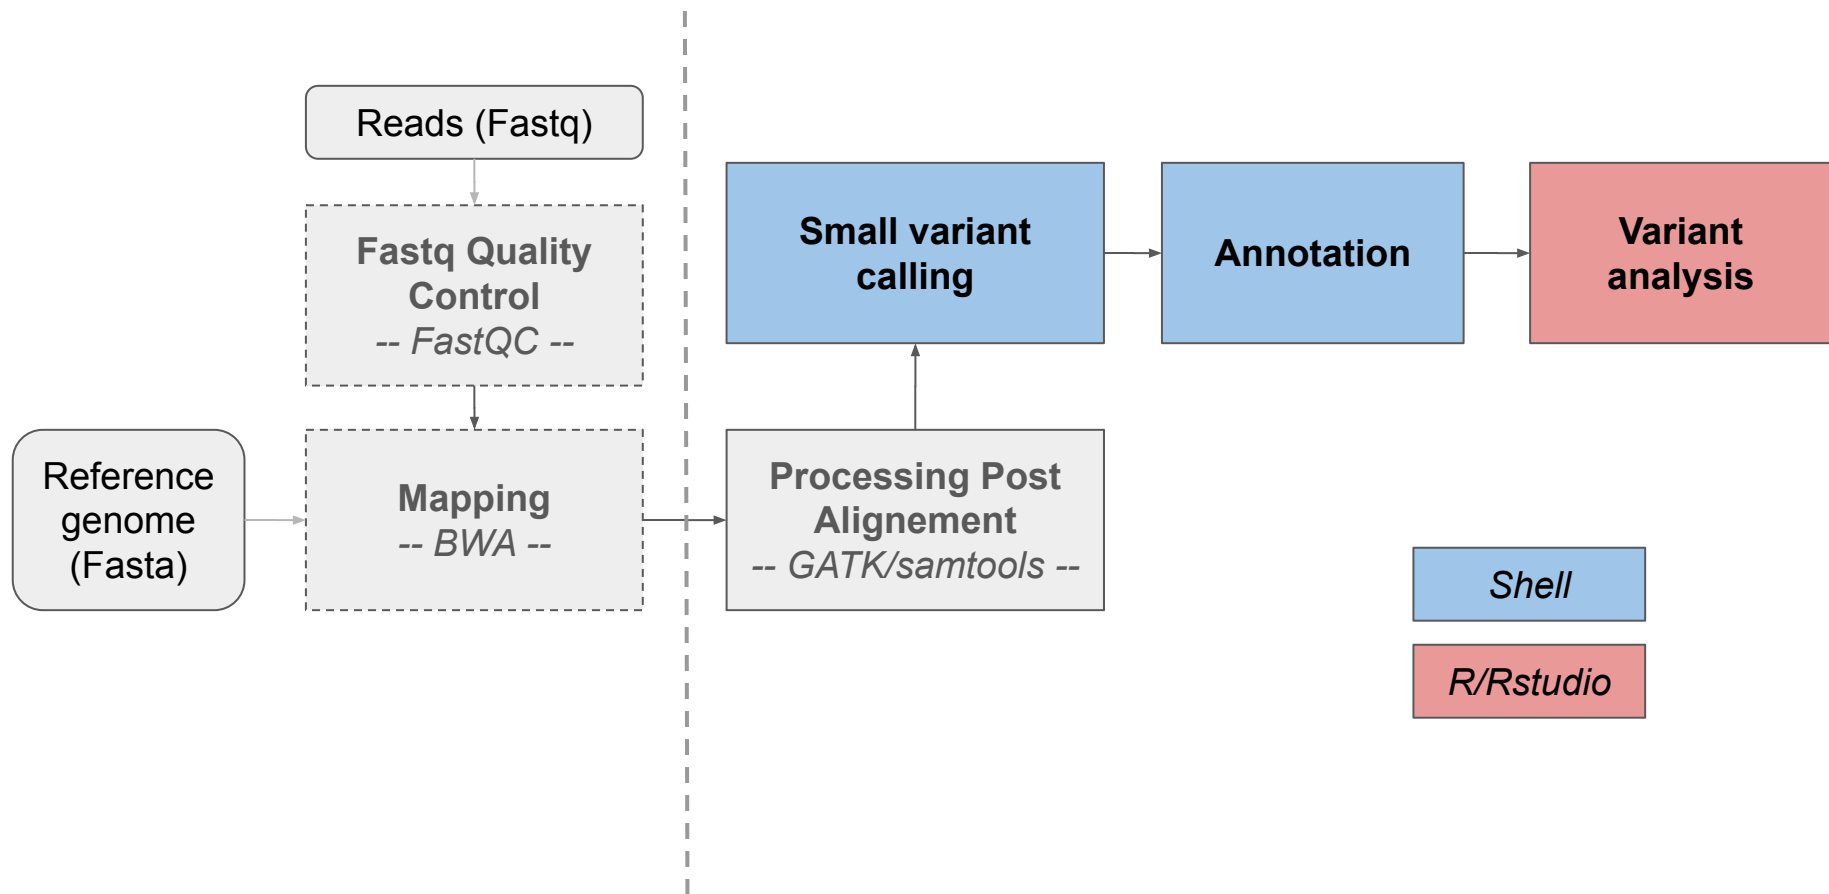 Reads (Fastq)
Fastq Quality
Control
-- FastQC --
Reference
genome
(Fasta)
Mapping
-- BWA --
Processing Post
Alignement
-- GATK/samtools --
Small variant
calling
Annotation
Variant
analysis
Shell
R/Rstudio